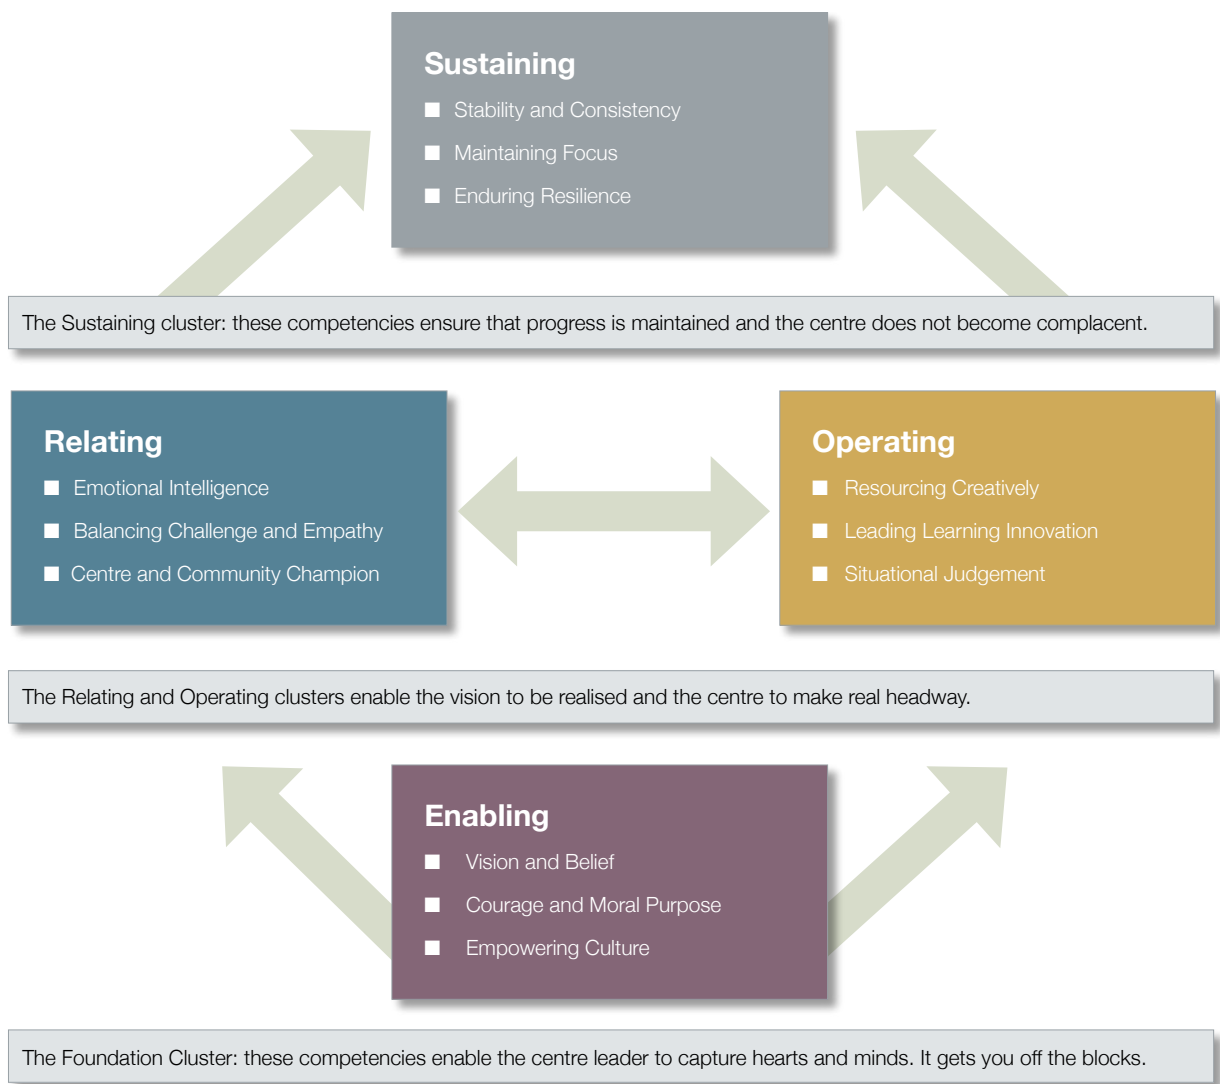 Sustaining
■ Stability and Consistency
■ Maintaining Focus
■ Enduring Resilience
The Sustaining cluster: these competencies ensure that progress is maintained and the centre does not become complacent.
Relating
■ Emotional Intelligence
■ Balancing Challenge and Empathy
■ Centre and Community Champion
Operating
■ Resourcing Creatively
■ Leading Learning Innovation
■ Situational Judgement
The Relating and Operating clusters enable the vision to be realised and the centre to make real headway.
Enabling
■ Vision and Belief
■ Courage and Moral Purpose
■ Empowering Culture
The Foundation Cluster: these competencies enable the centre leader to capture hearts and minds. It gets you off the blocks.